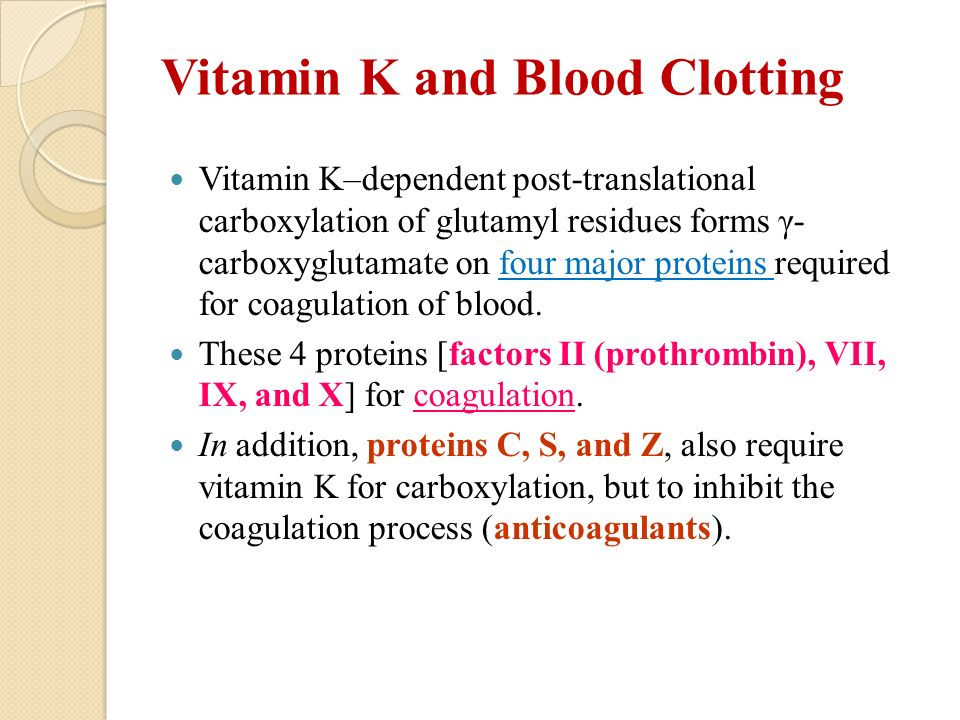 Vitamin K and Blood Clotting
Vitamin K–dependent post-translational
carboxylation of glutamyl residues forms γ-
carboxyglutamate on four major proteins required
for coagulation of blood.
These 4 proteins [factors II (prothrombin), VII,
IX, and X] for coagulation.
In addition, proteins C, S, and Z, also require
vitamin K for carboxylation, but to inhibit the
coagulation process (anticoagulants).